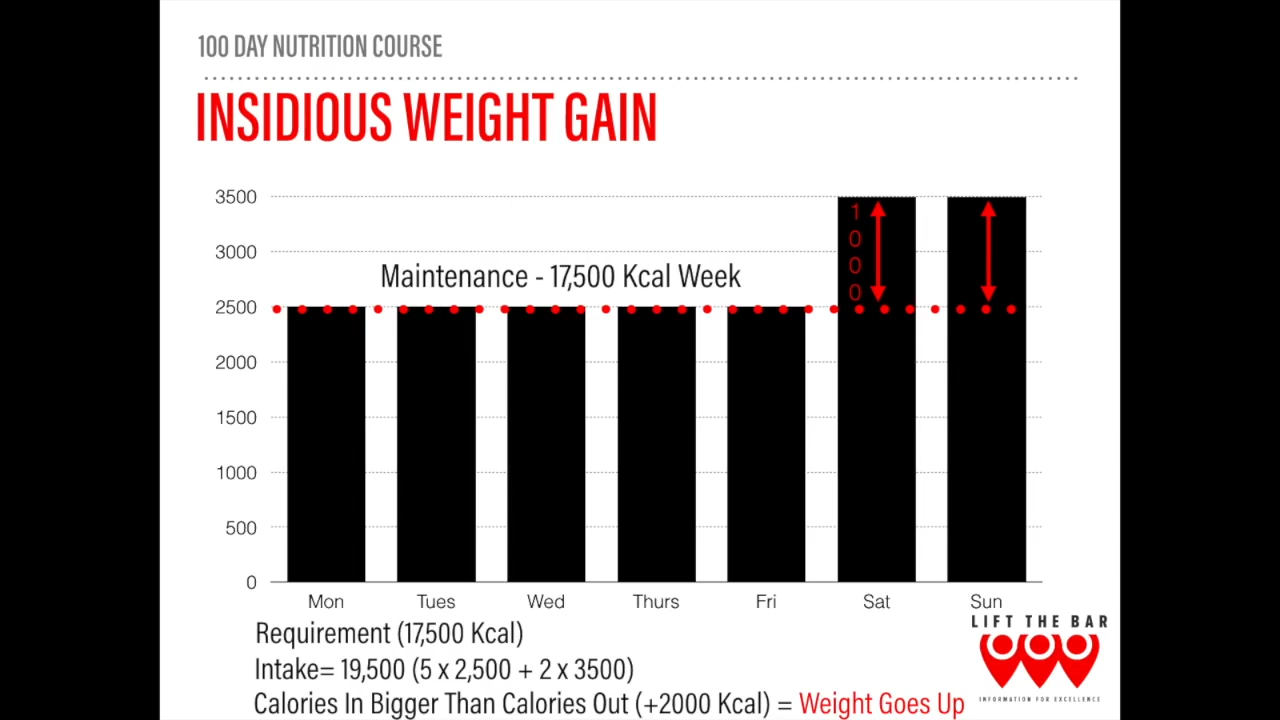 100 DAY NUTRITION COURSE
INSIDIOUS WEIGHT GAIN
3500
3000
2500
2000
1500
1000
500
0
Maintenance - 17,500 Kcal Week
1
0
0
0
Mon Tues Wed Thurs Fri Sat Sun
Requirement (17,500 Kcal)
Intake= 19,500 (5 x 2,500 + 2 x 3500)
Calories In Bigger Than Calories Out (+2000 Kcal) = Weight Goes Up
LIFT THE BAR
INFORMATION FOR EXCELLENCE